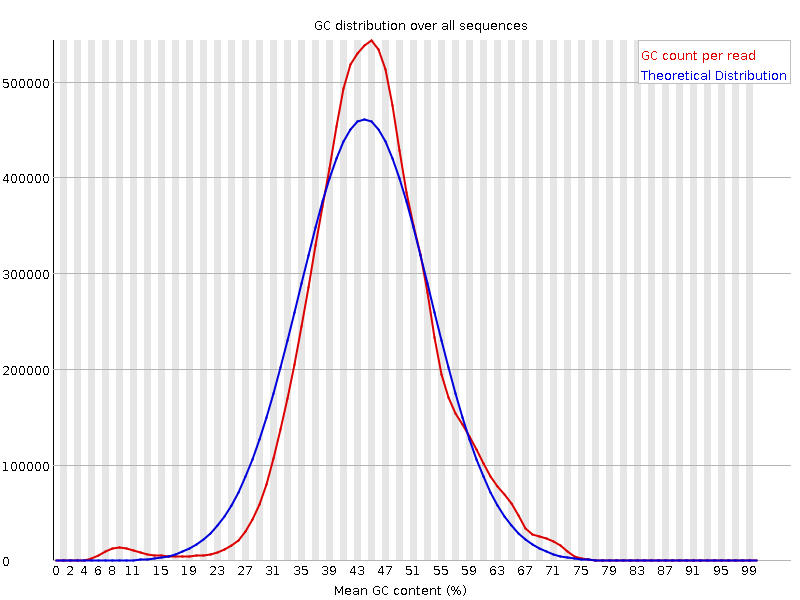 GC distribution over all sequences
GC count per read
Theoretical Distribution
500000
400000
300000
200000
100000
0
0 2 4 6 8 11 15 19 23 27 31 35 39 43 47 51 55 59 63 67 71 75 79 83 87 91 95 99
Mean GC content (%)